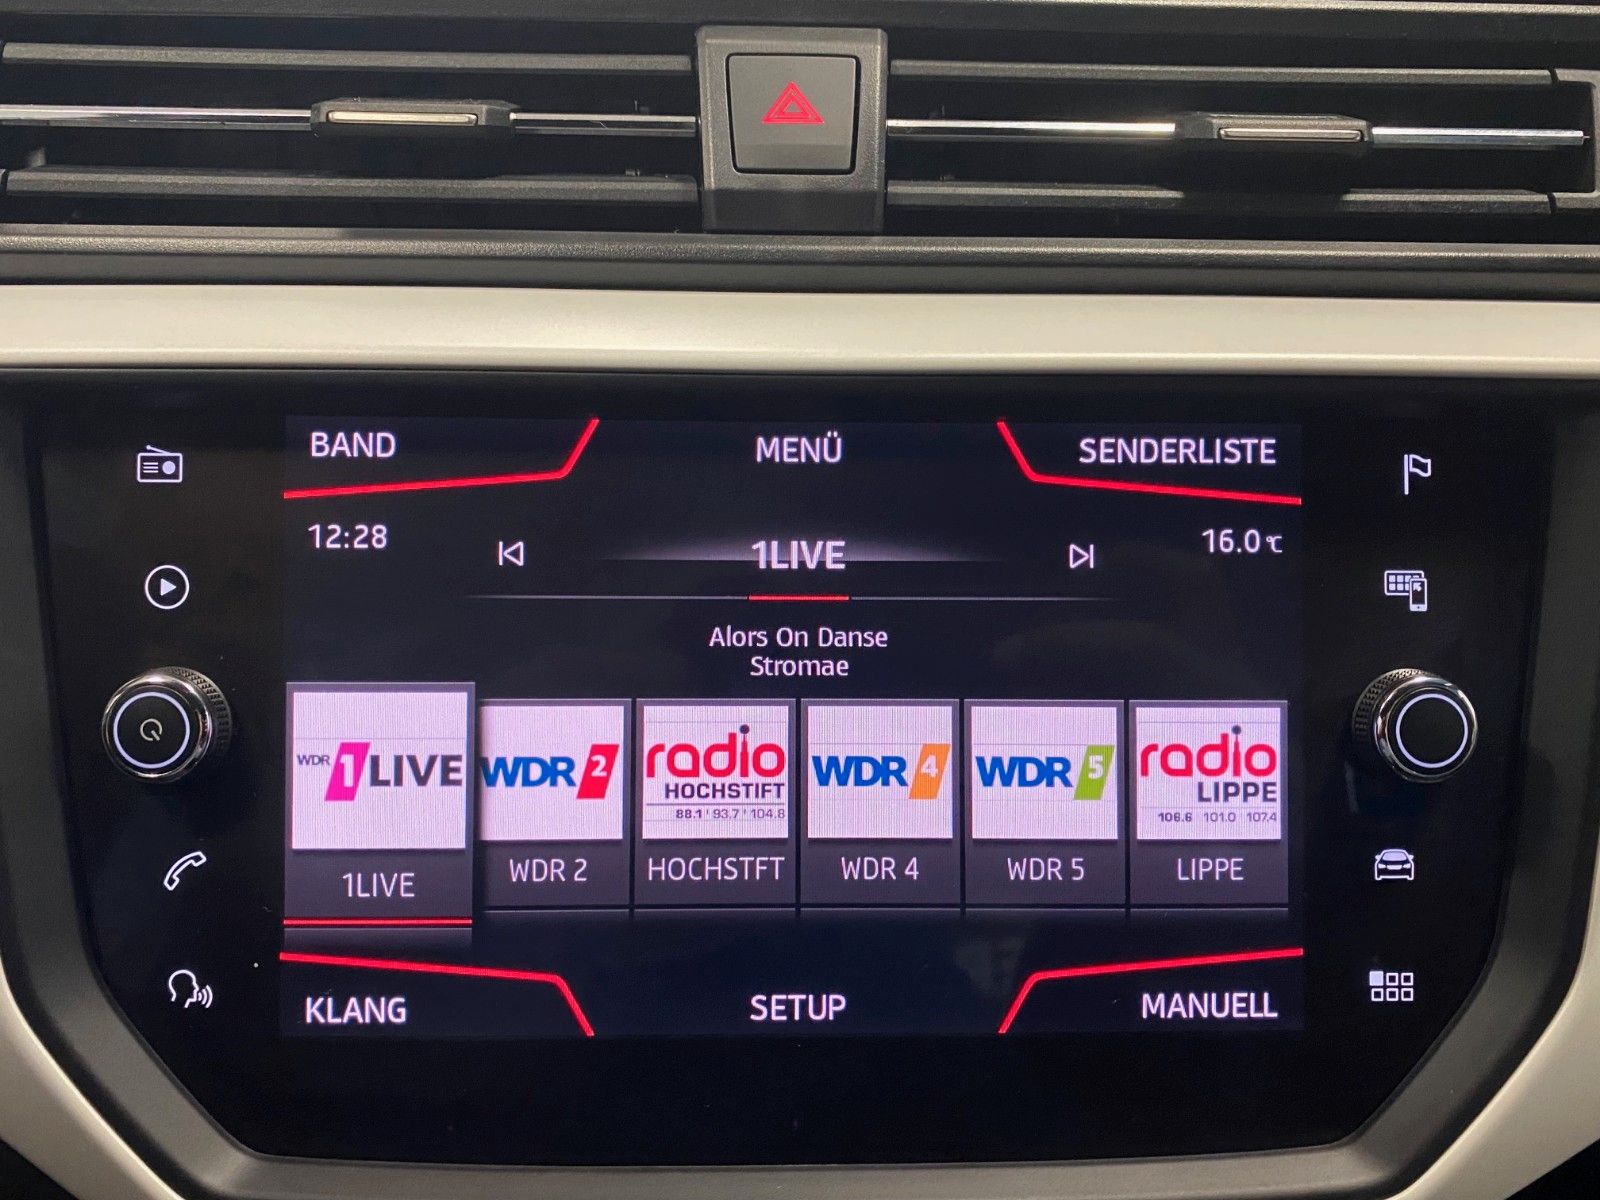 BAND MENÜ SENDERLISTE
12:28 1LIVE 16.0 °C
Alors On Danse
Stromae
WDR 1LIVE
WDR 2
radio
HOCHSTIFT
88.1 | 93.7 | 104.8
WDR 4
WDR 5
radio
LIPPE
106.6 101.0 107.4
1LIVE WDR 2 HOCHSTFT WDR 4 WDR 5 LIPPE
KLANG SETUP MANUELL